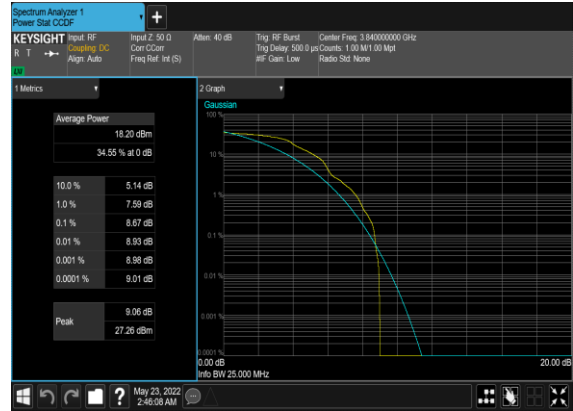 Spectrum Analyzer 1
Power Stat CCDF
KEYSIGHT
R T
LXI
Input: RF
Coupling: DC
Align: Auto
Input Z: 50 Ω
Corr CCorr
Freq Ref: Int (S)
Atten: 40 dB
Trig: RF Burst
Trig Delay: 500.0 µs
#IF Gain: Low
Center Freq: 3.840000000 GHz
Counts: 1.00 M/1.00 Mpt
Radio Std: None
1 Metrics
Average Power
18.20 dBm
34.55 % at 0 dB
10.0 % 5.14 dB
1.0 % 7.59 dB
0.1 % 8.67 dB
0.01 % 8.93 dB
0.001 % 8.98 dB
0.0001 % 9.01 dB
Peak
9.06 dB
27.26 dBm
2 Graph
Gaussian
100 %
10 %
1 %
0.1 %
0.01 %
0.001 %
0.0001 %
0.00 dB
20.00 dB
Info BW 25.000 MHz
?
May 23, 2022
2:46:08 AM